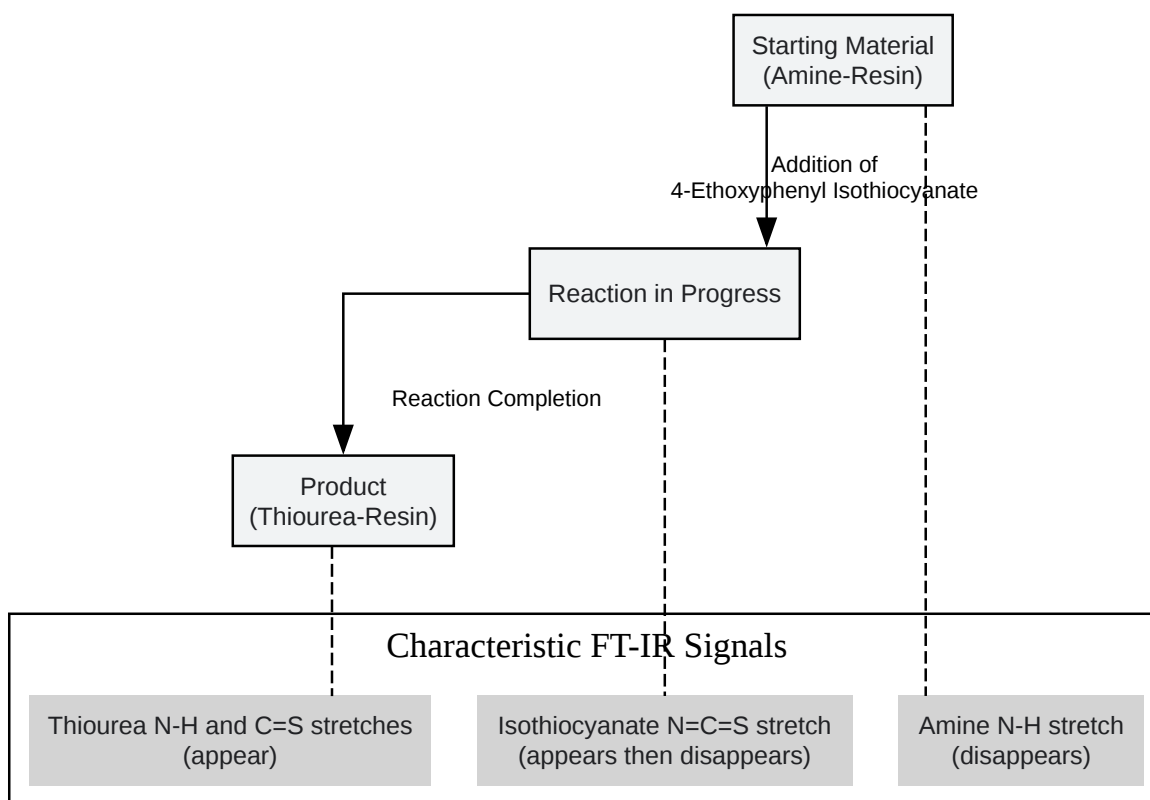 Starting Material
(Amine-Resin)
Addition of
4-Ethoxyphenyl Isothiocyanate
Reaction in Progress
Reaction Completion
Product
(Thiourea-Resin)
Characteristic FT-IR Signals
Thiourea N-H and C=S stretches
(appear)
Isothiocyanate N=C=S stretch
(appears then disappears)
Amine N-H stretch
(disappears)